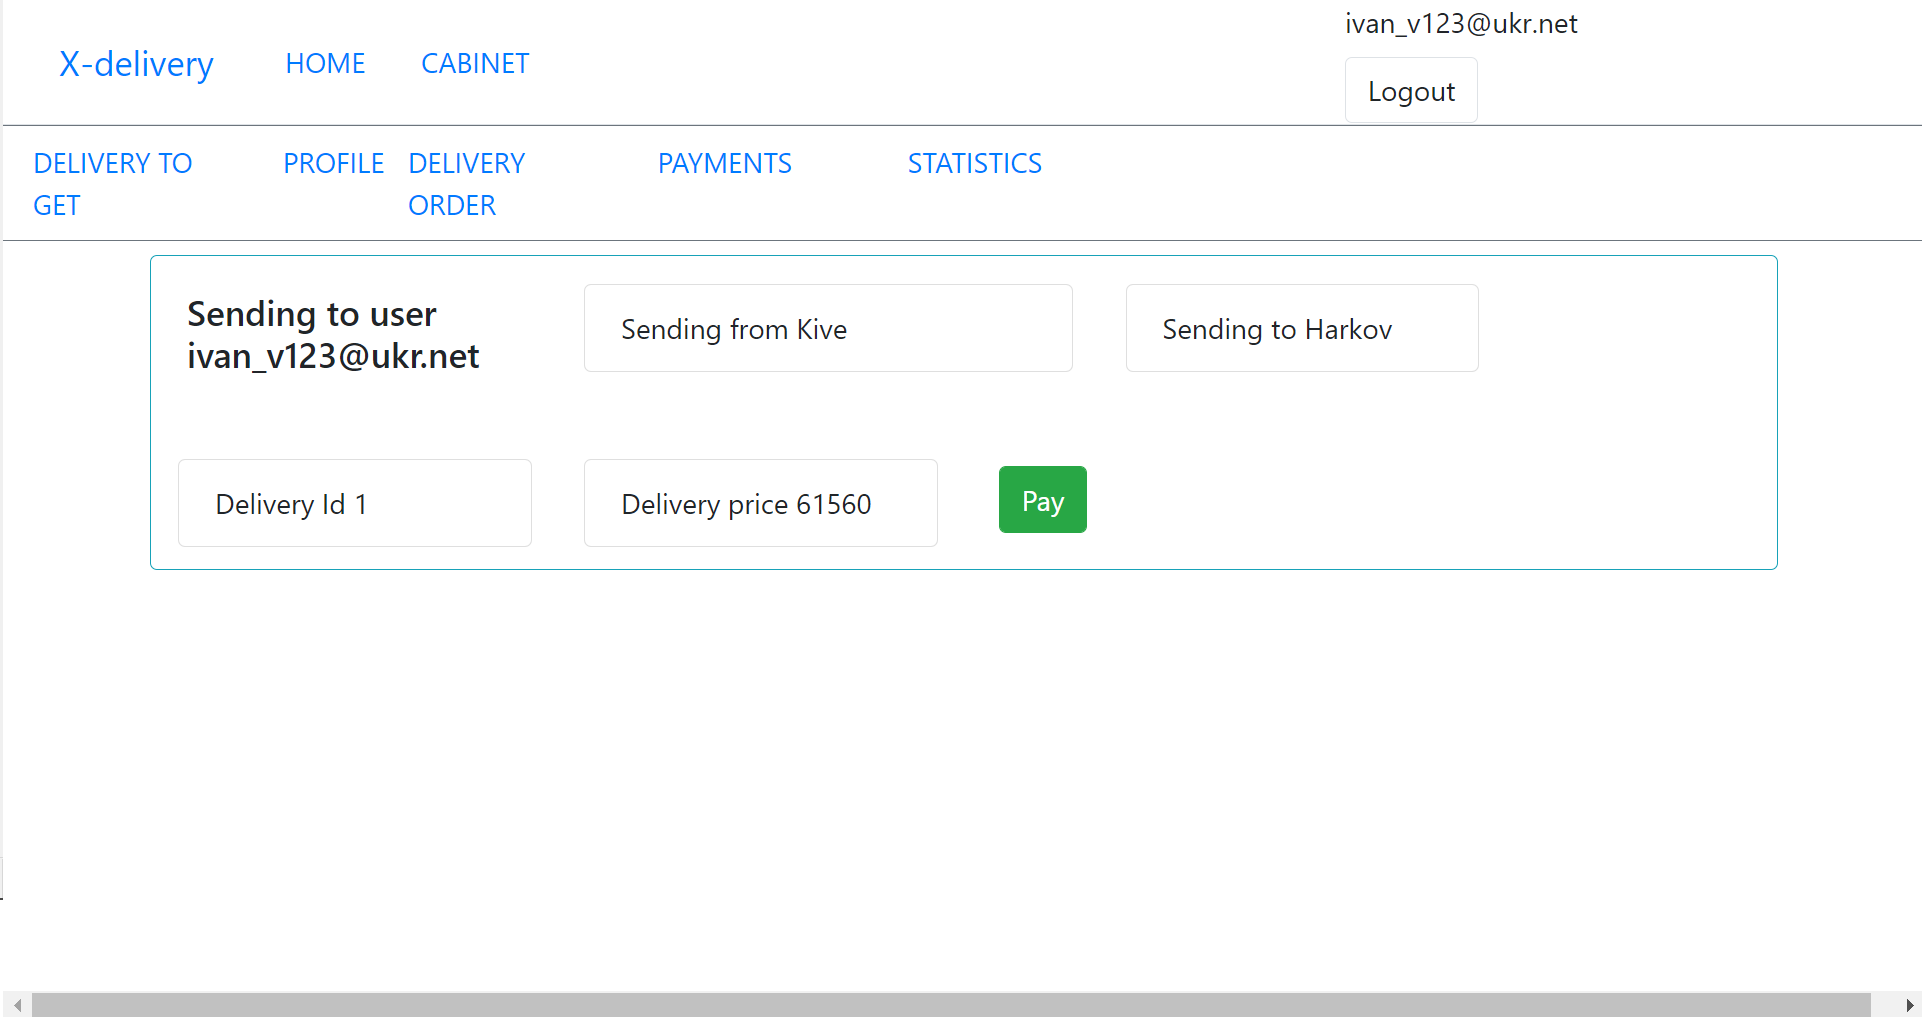 ivan_v123@ukr.net
X-delivery HOME CABINET
Logout
DELIVERY TO GET
PROFILE
DELIVERY ORDER
PAYMENTS
STATISTICS
Sending to user
ivan_v123@ukr.net
Sending from Kive
Sending to Harkov
Delivery Id 1
Delivery price 61560
Pay